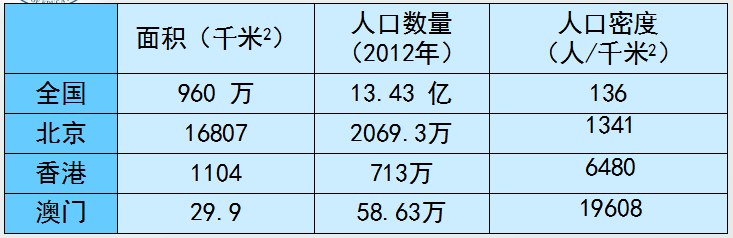 面积（千米²） 人口数量（2012年） 人口密度（人/千米²）
全国 960 万 13.43 亿 136
北京 16807 2069.3万 1341
香港 1104 713万 6480
澳门 29.9 58.63万 19608